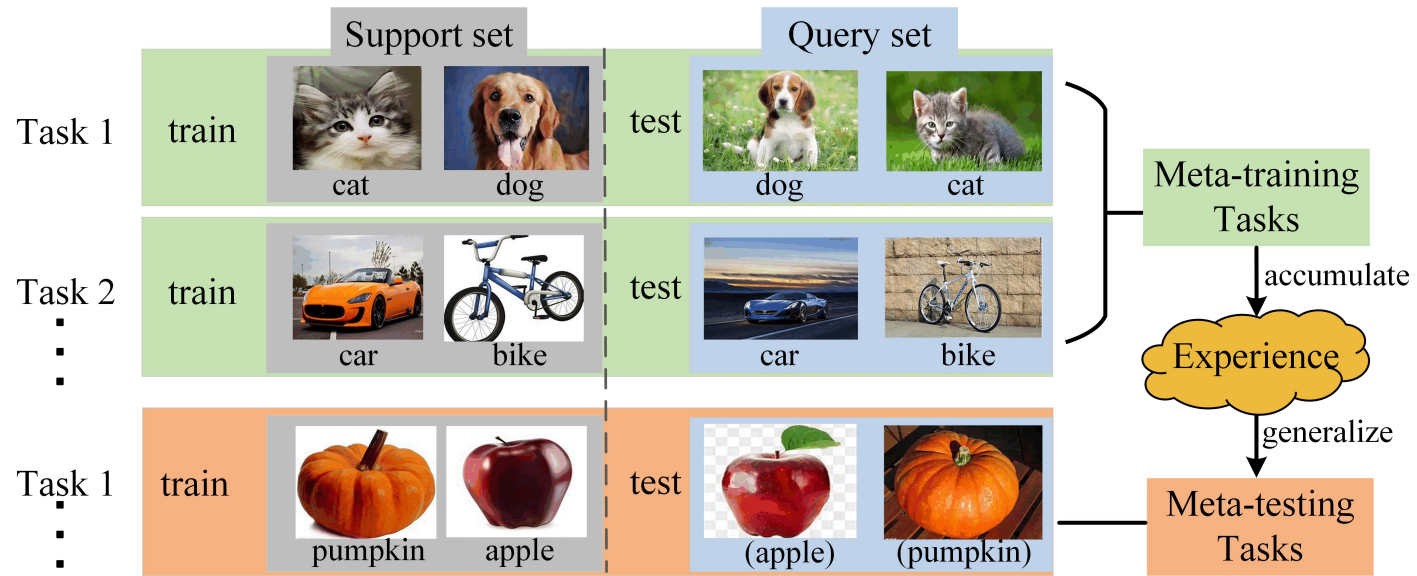 Support set
Query set
Task 1
train
cat
dog
test
dog
cat
Task 2
train
car
bike
test
car
bike
Task 1
train
pumpkin
apple
test
(apple)
(pumpkin)
Meta-training
Tasks
accumulate
Experience
generalize
Meta-testing
Tasks